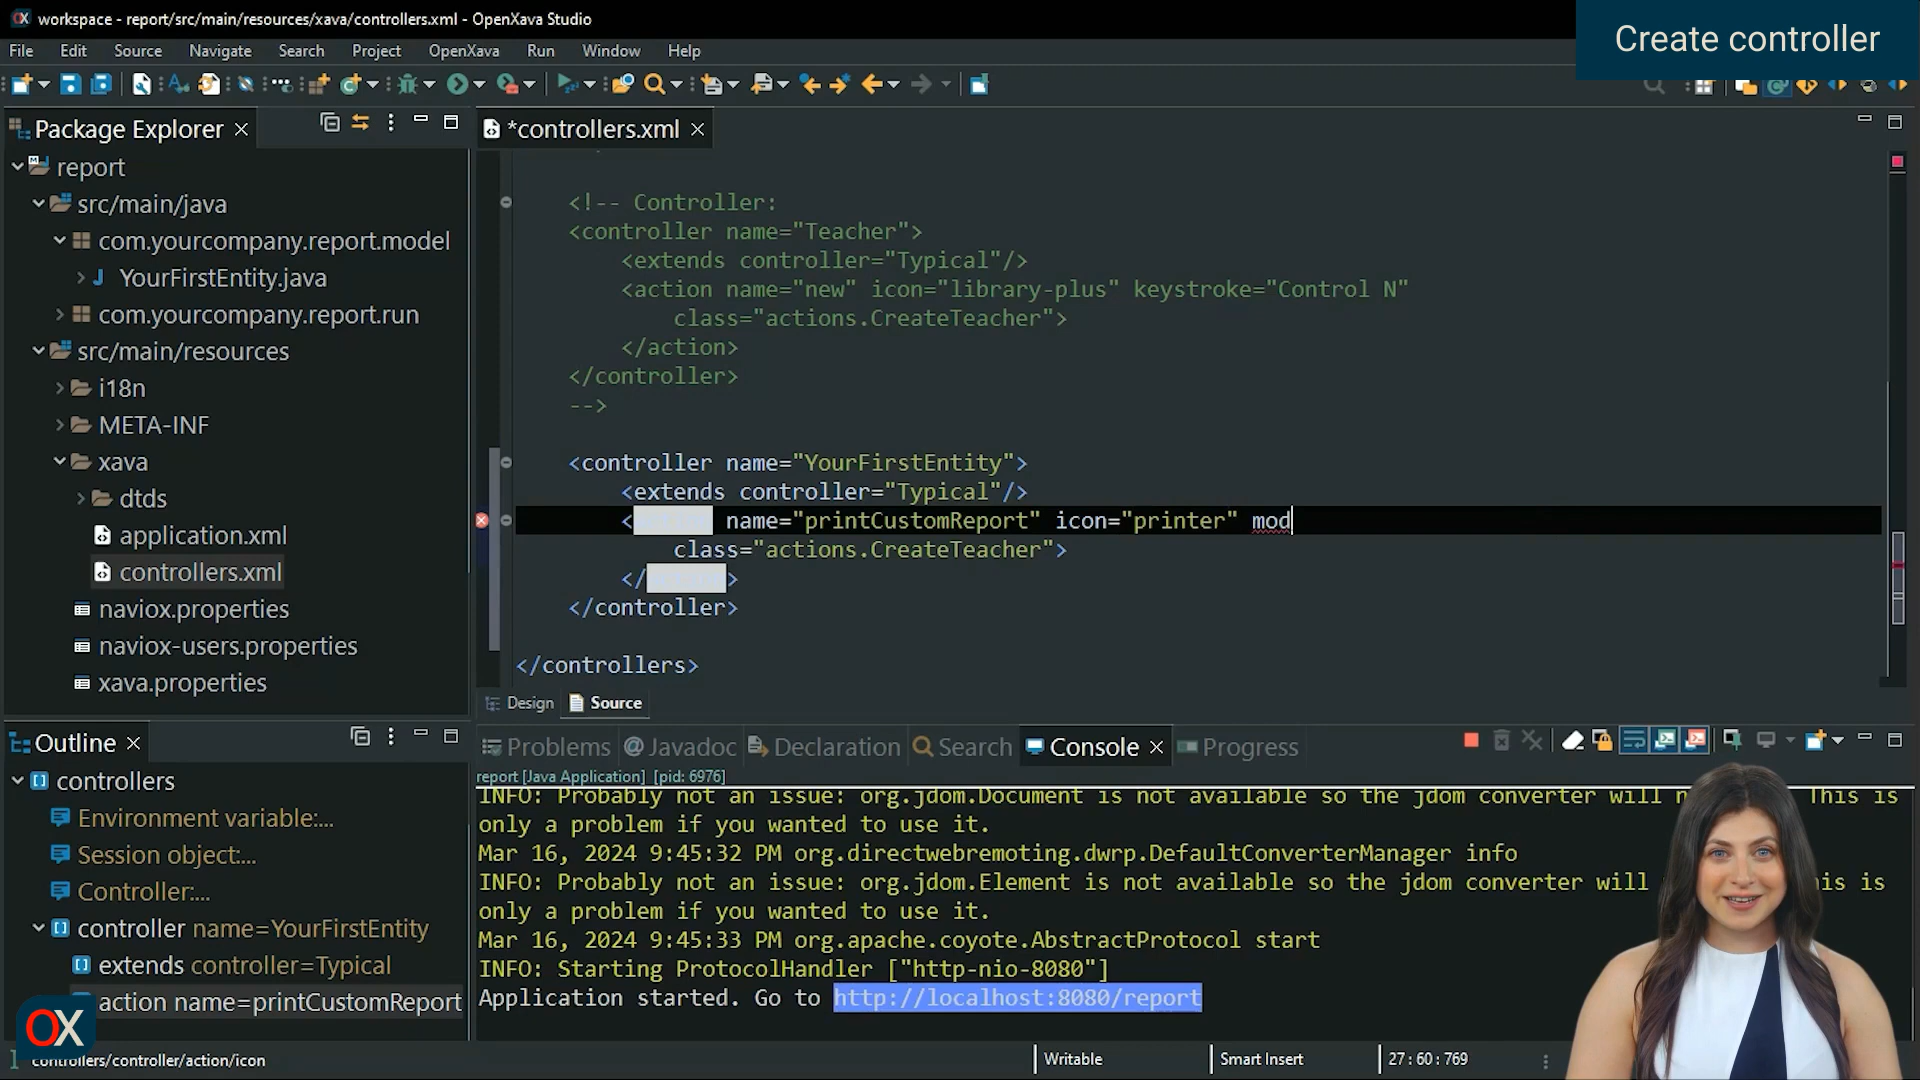 workspace - report/src/main/resources/xava/controllers.xml - OpenXava Studio
Create controller
File Edit Source Navigate Search Project OpenXava Run Window Help
Package Explorer
*controllers.xml
report
src/main/java
com.yourcompany.report.model
YourFirstEntity.java
com.yourcompany.report.run
src/main/resources
i18n
META-INF
xava
dtds
application.xml
controllers.xml
naviox.properties
naviox-users.properties
xava.properties
<!-- Controller:
<controller name="Teacher">
<extends controller="Typical"/>
<action name="new" icon="library-plus" keystroke="Control N"
class="actions.CreateTeacher">
</action>
</controller>
-->
<controller name="YourFirstEntity">
<extends controller="Typical"/>
< name="printCustomReport" icon="printer" mod
class="actions.CreateTeacher">
</ >
</controller>
</controllers>
Design Source
Outline
controllers
Environment variable:...
Session object:...
Controller:....
controller name=YourFirstEntity
extends controller=Typical
action name=printCustomReport
Problems @ Javadoc Declaration Search Console Progress
report [Java Application] [pid: 6976]
INFO: Probably not an issue: org.jdom.Document is not available so the jdom converter will This is
only a problem if you wanted to use it.
Mar 16, 2024 9:45:32 PM org.directwebremoting.dwrp.DefaultConverterManager info
INFO: Probably not an issue: org.jdom.Element is not available so the jdom converter will is
only a problem if you wanted to use it.
Mar 16, 2024 9:45:33 PM org.apache.coyote.AbstractProtocol start
INFO: Starting ProtocolHandler ["http-nio-8080"]
Application started. Go to http://localhost:8080/report
OX
controllers/controller/action/icon
Writable
Smart Insert
27:60:769